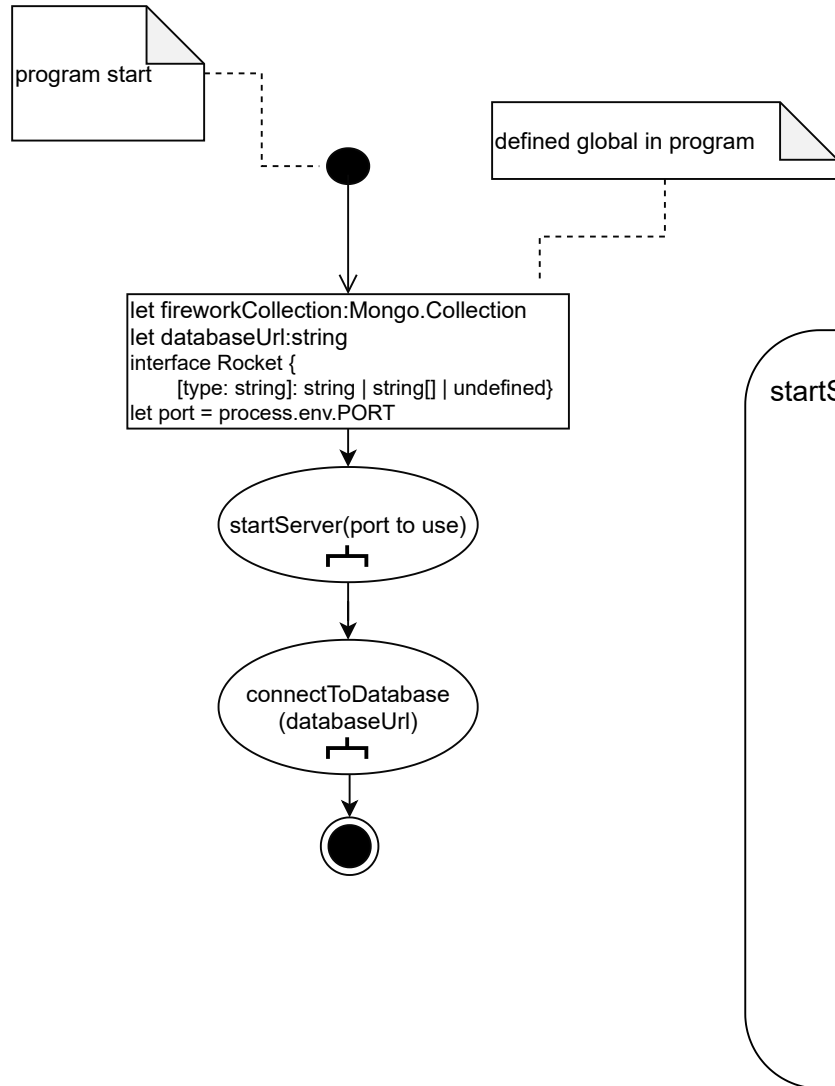 program start
defined global in program
let fireworkCollection:Mongo.Collection
let databaseUrl:string
interface Rocket {
[type: string]: string | string[] | undefined}
let port = process.env.PORT
startServer(port to use)
connectToDatabase
(databaseUrl)
startS